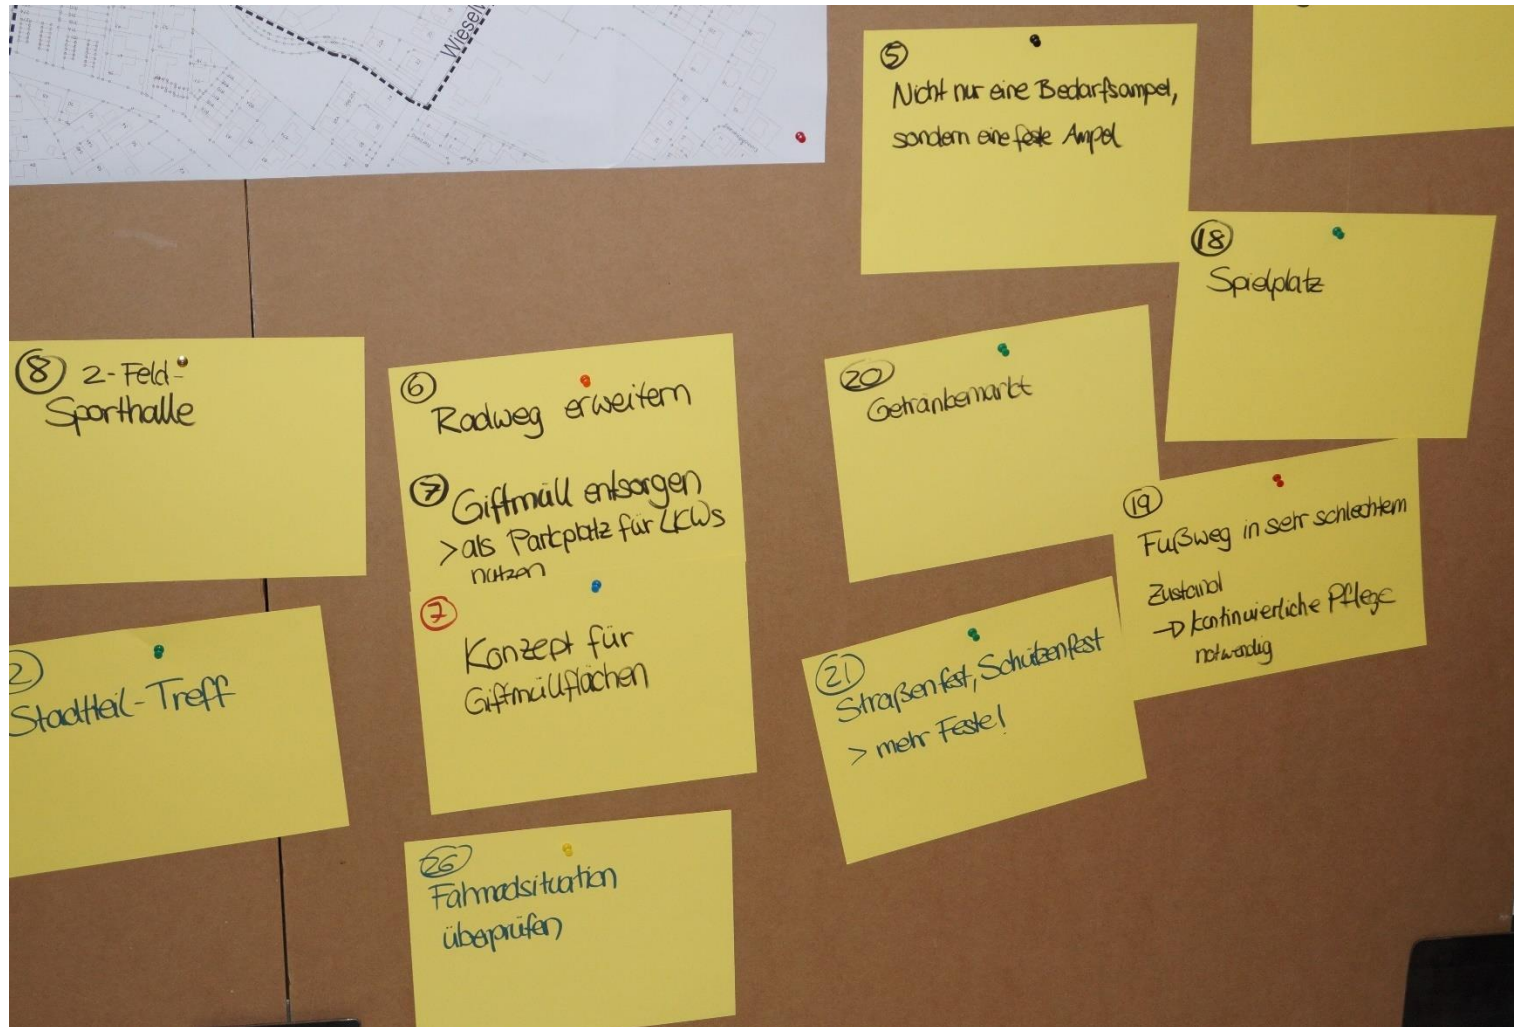 Wiesen
5
Nicht nur eine Bedarfsampel,
sondern eine feste Ampel
18
Spielplatz
8 2-Feld-
Sporthalle
6
Radweg erweitern
7 Giftmüll entsorgen
> als Parkplatz für LKWs
nutzen
7
Konzept für
Giftmüllflächen
20
Getränkemarkt
19
Fußweg in sehr schlechtem
Zustand
→ kontinuierliche Pflege
notwendig
2
Stadtteil-Treff
21
Straßenfest, Schützenfest
> mehr Feste!
26
Fahrradsituation
überprüfen